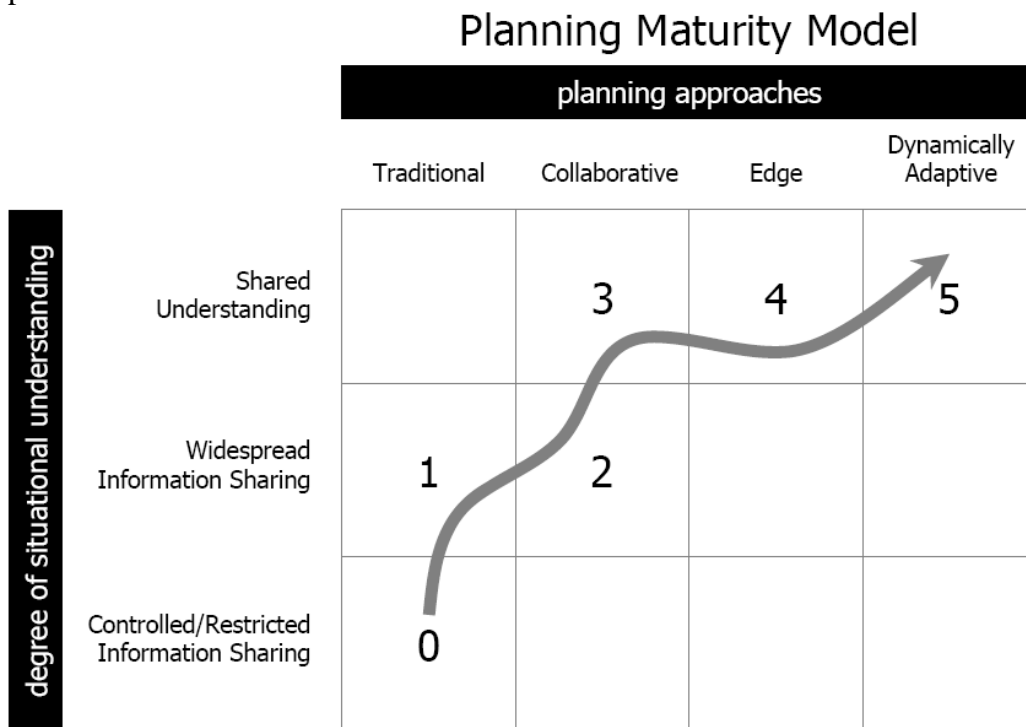 Planning Maturity Model
planning approaches
Traditional
Collaborative
Edge
Dynamically
Adaptive
degree of situational understanding
Shared
Understanding
3
4
5
Widespread
Information Sharing
1
2
Controlled/Restricted
Information Sharing
0